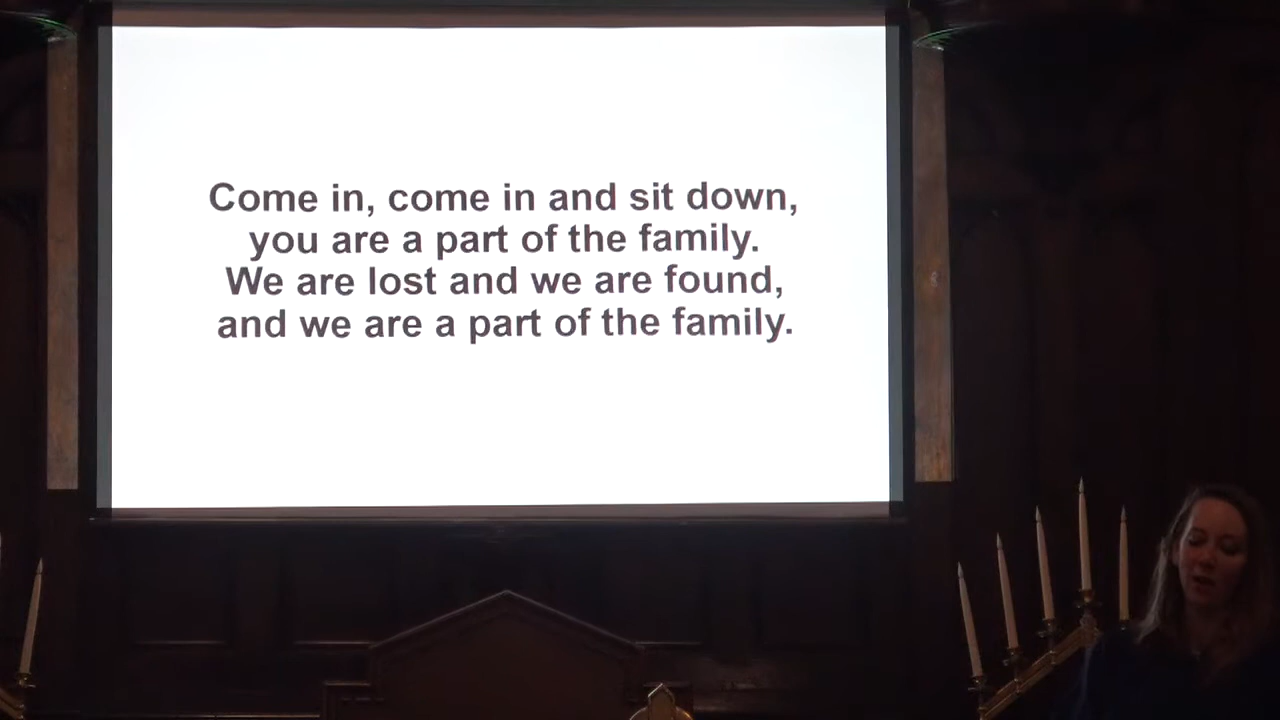 Come in, come in and sit down,
you are a part of the family.
We are lost and we are found,
and we are a part of the family.